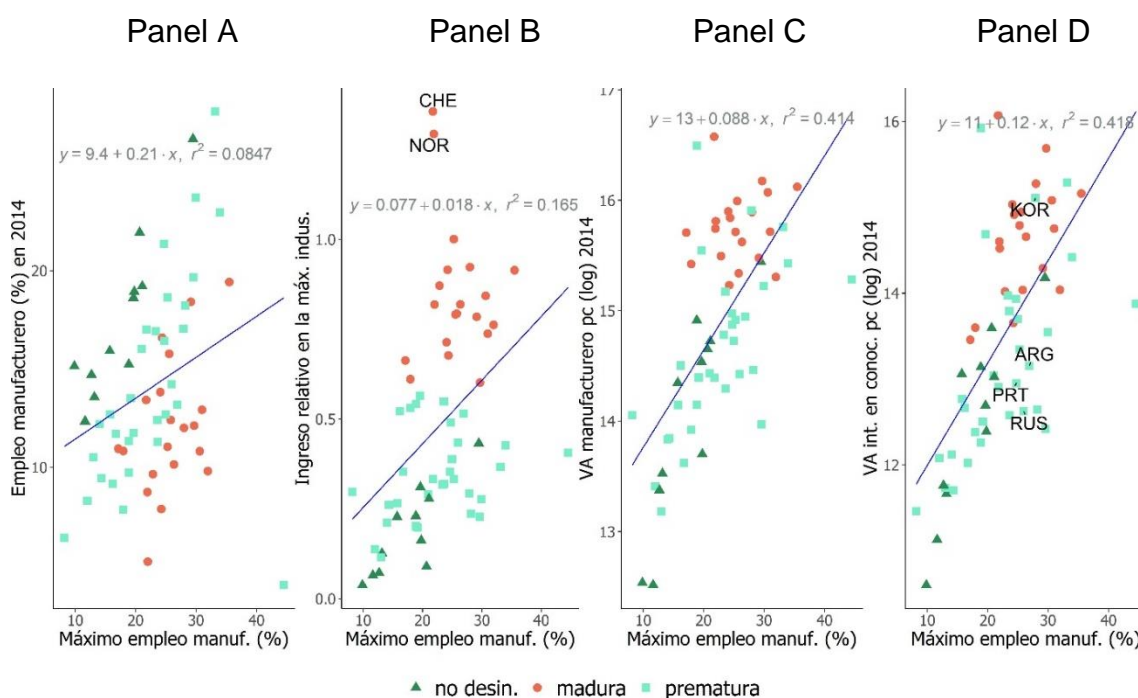 Panel A
Panel B
Panel C
Panel D
Empleo manufacturero (%) en 2014
20
10
y = 9.4 + 0.21 · x, r² = 0.0847
10 20 30 40
Máximo empleo manuf. (%)
Ingreso relativo en la máx. indus.
1.0
0.5
0.0
CHE
NOR
y = 0.077 + 0.018 · x, r² = 0.165
10 20 30 40
Máximo empleo manuf. (%)
VA manufacturero pc (log) 2014
17
16
15
14
13
y = 13 + 0.088 · x, r² = 0.414
10 20 30 40
Máximo empleo manuf. (%)
VA int. en conoc. pc (log) 2014
16
14
12
y = 11 + 0.12 · x, r² = 0.418
KOR
ARG
PRT
RUS
10 20 30 40
Máximo empleo manuf. (%)
no desin. madura prematura